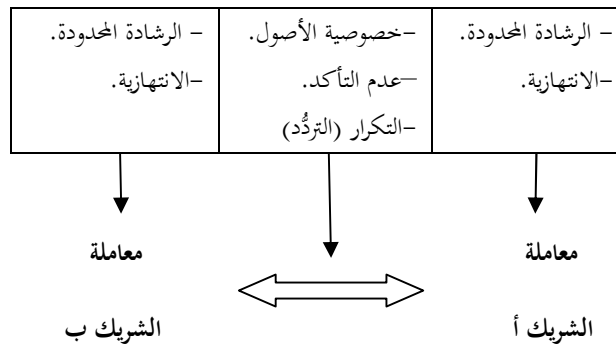 – الرشادة المحدودة.
–الانتهازية.
–خصوصية الأصول.
–عدم التأكد.
–التكرار (التردُّد)
– الرشادة المحدودة.
–الانتهازية.
معاملة
معاملة
الشريك أ
الشريك ب